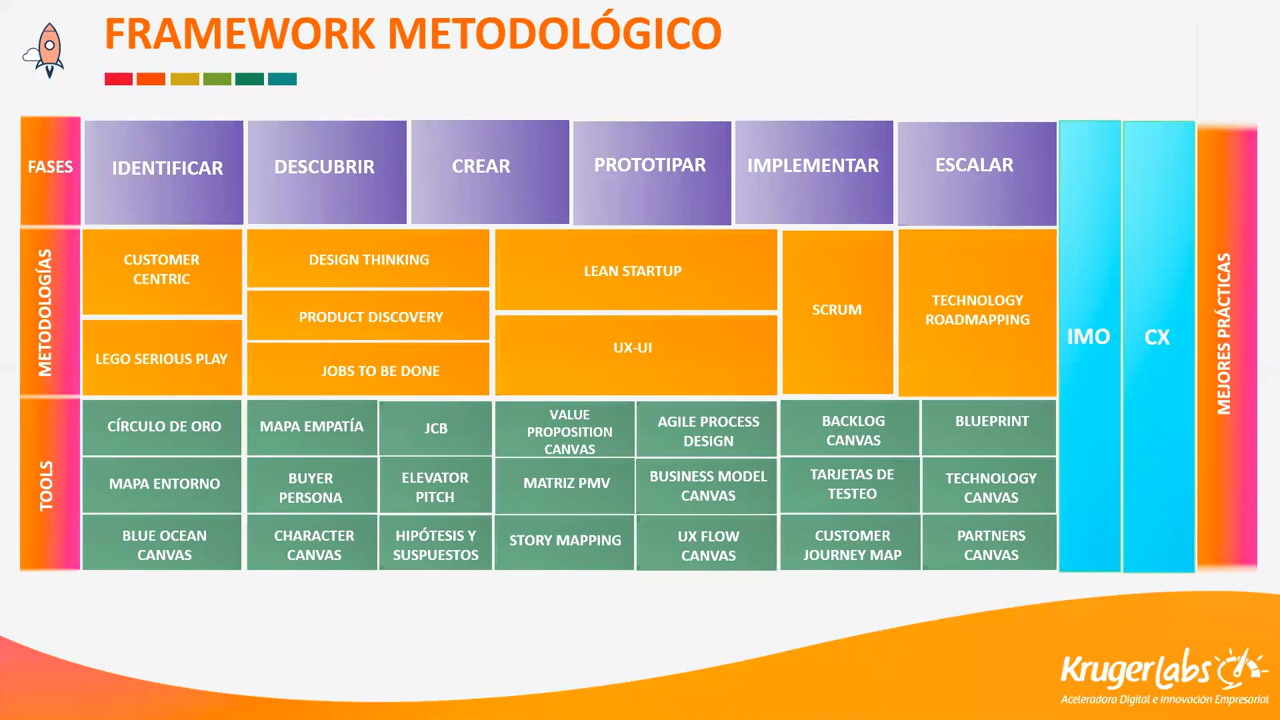 FRAMEWORK METODOLÓGICO
FASES
IDENTIFICAR
DESCUBRIR
CREAR
PROTOTIPAR
IMPLEMENTAR
ESCALAR
METODOLOGÍAS
CUSTOMER
CENTRIC
LEGO SERIOUS PLAY
DESIGN THINKING
PRODUCT DISCOVERY
JOBS TO BE DONE
LEAN STARTUP
UX-UI
SCRUM
TECHNOLOGY
ROADMAPPING
IMO
CX
MEJORES PRÁCTICAS
TOOLS
CÍRCULO DE ORO
MAPA EMPATÍA
JCB
VALUE
PROPOSITION
CANVAS
AGILE PROCESS
DESIGN
BACKLOG
CANVAS
BLUEPRINT
MAPA ENTORNO
BUYER
PERSONA
ELEVATOR
PITCH
MATRIZ PMV
BUSINESS MODEL
CANVAS
TARJETAS DE
TESTEO
TECHNOLOGY
CANVAS
BLUE OCEAN
CANVAS
CHARACTER
CANVAS
HIPÓTESIS Y
SUSPUESTOS
STORY MAPPING
UX FLOW
CANVAS
CUSTOMER
JOURNEY MAP
PARTNERS
CANVAS
KrugerLabs
Aceleradora Digital e Innovación Empresarial